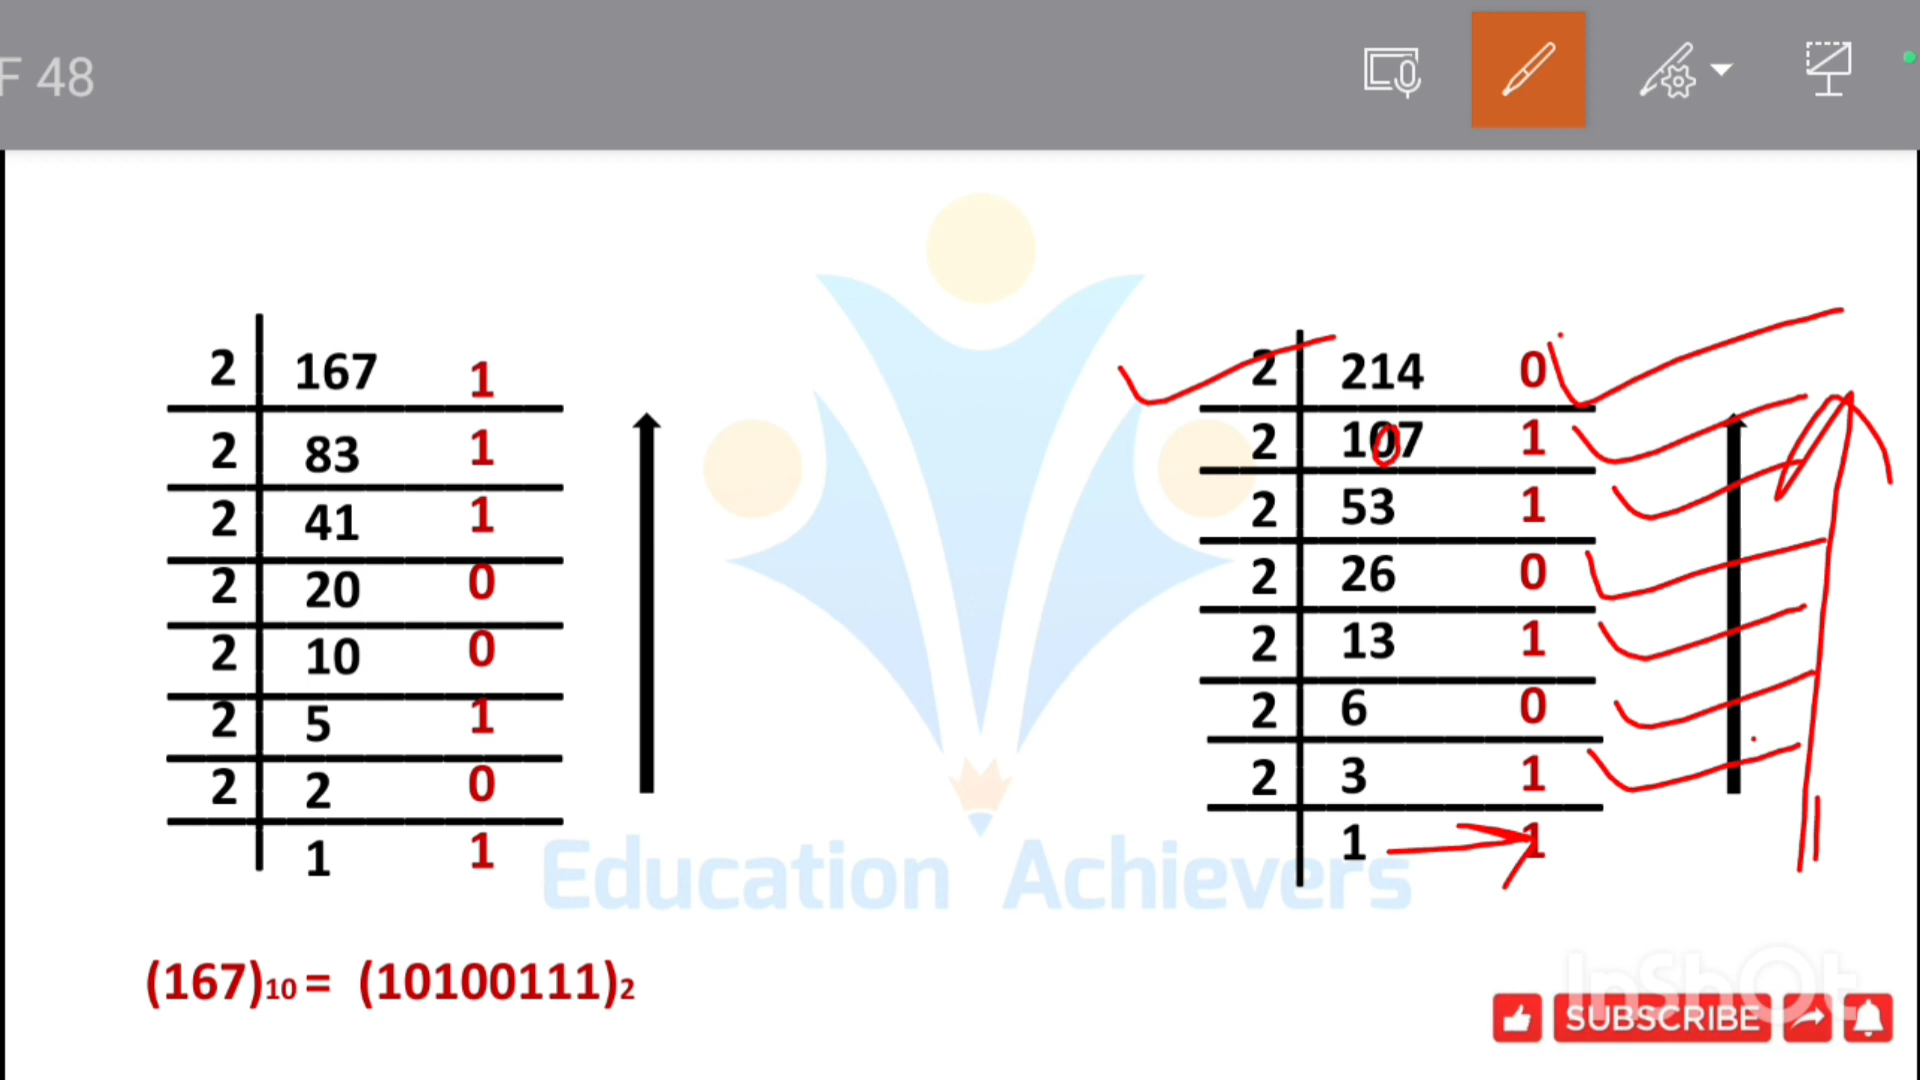 F 48
2 167 1
2 83 1
2 41 1
2 20 0
2 10 0
2 5 1
2 2 0
1 1
2 214 0
2 107 1
2 53 1
2 26 0
2 13 1
2 6 0
2 3 1
1 1
Education Achievers
(167)10 = (10100111)2
InShOt
SUBSCRIBE